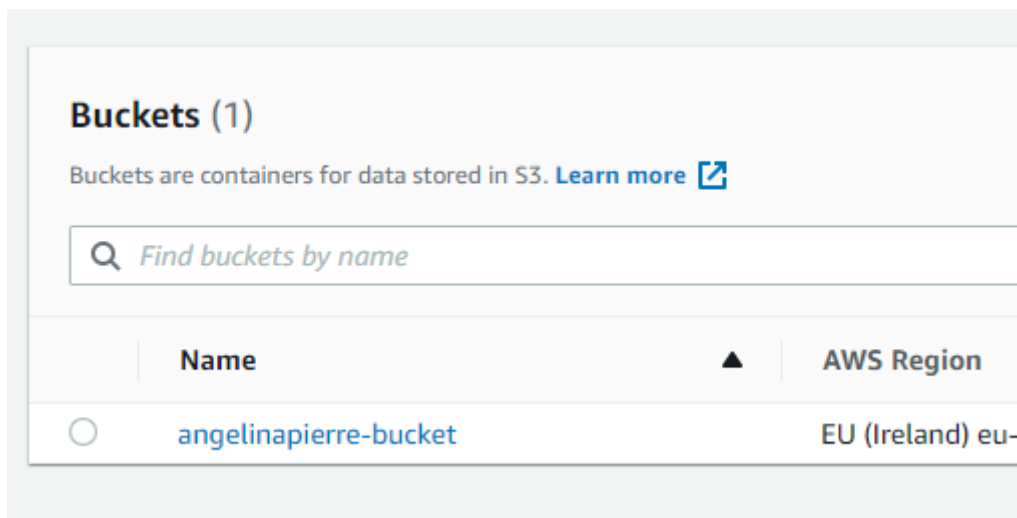 Buckets (1)
Buckets are containers for data stored in S3. Learn more
Find buckets by name
Name AWS Region
angelinapierre-bucket EU (Ireland) eu-